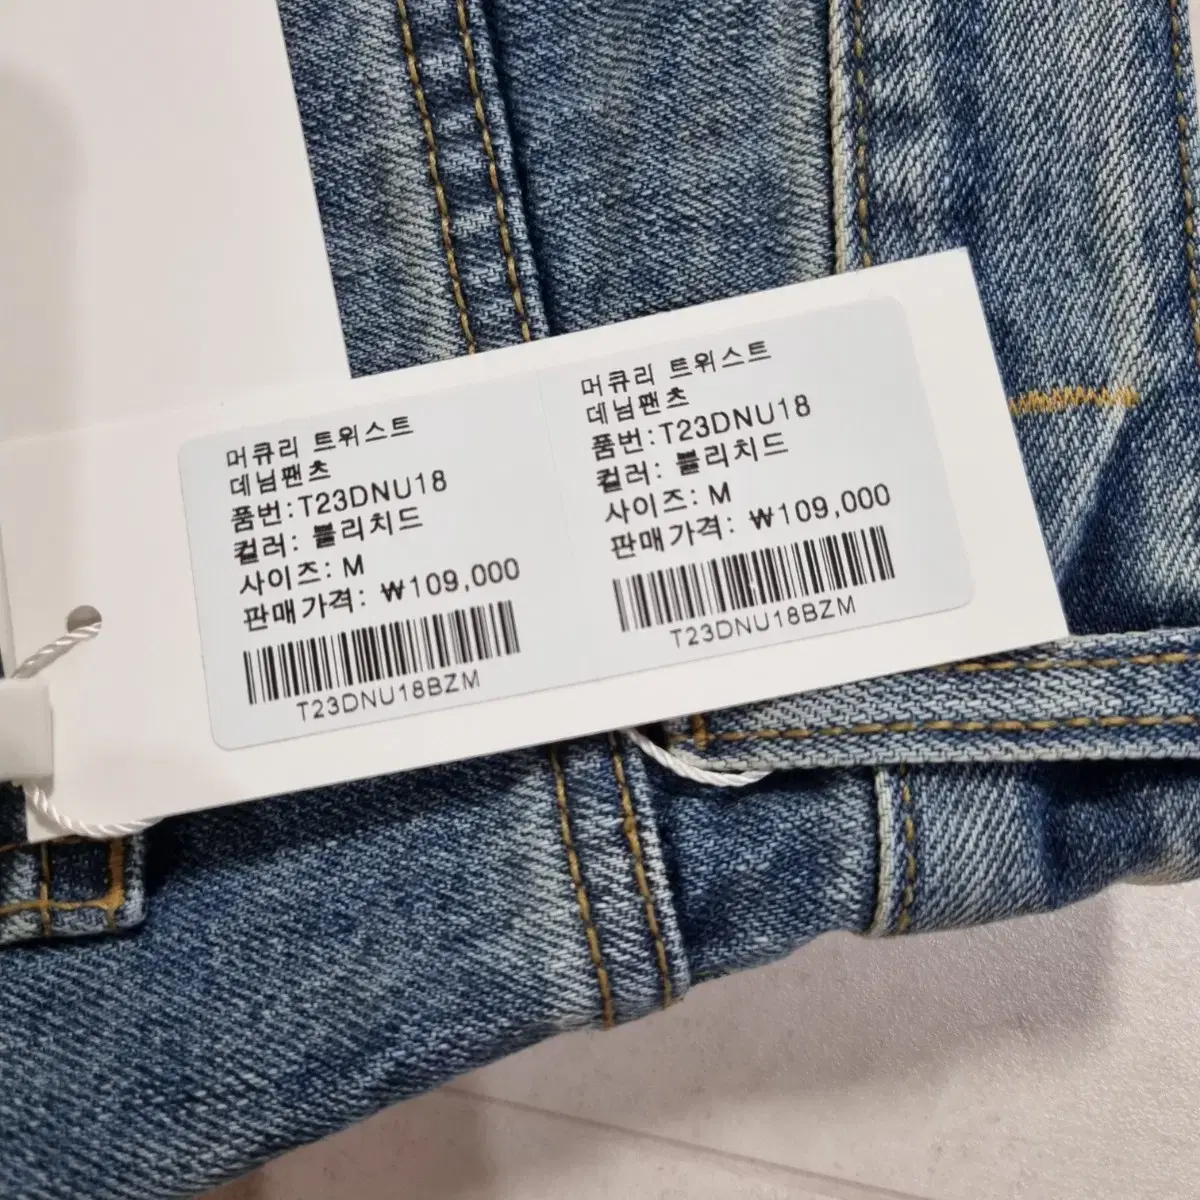 머큐리 트위스트
데님팬츠
품번:T23DNU18
컬러: 블리치드
사이즈: M
판매가격: ₩109,000
T23DNU18BZM
머큐리 트위스트
데님팬츠
품번:T23DNU18
컬러: 블리치드
사이즈: M
판매가격: ₩109,000
T23DNU18BZM